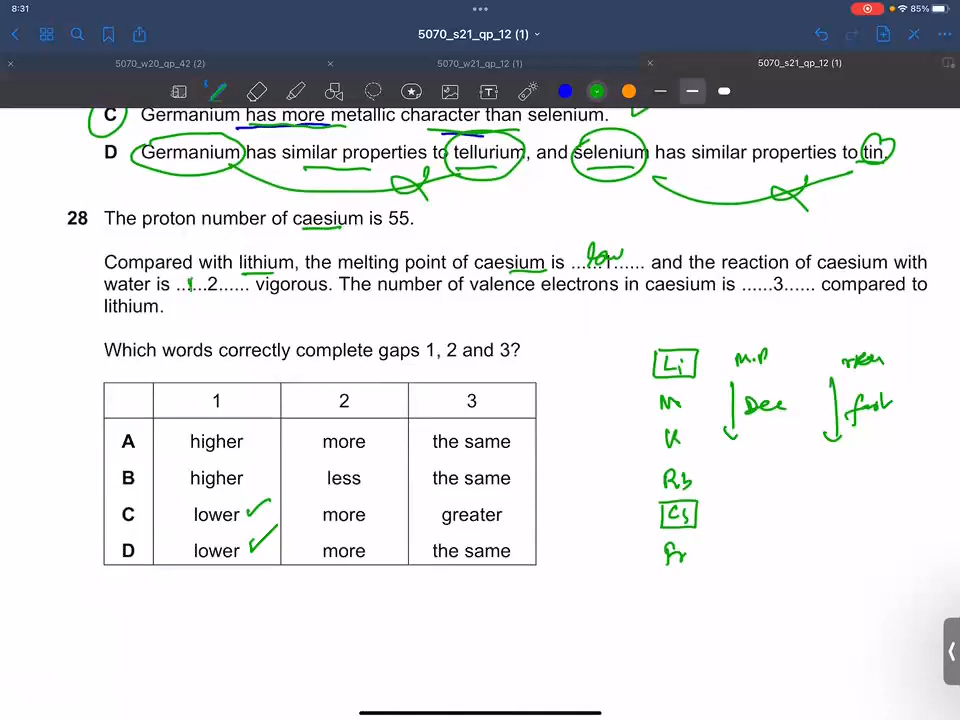 8:31
85%
5070_s21_qp_12 (1)
5070_w20_qp_42 (2)
5070_w21_qp_12 (1)
5070_s21_qp_12 (1)
C Germanium has more metallic character than selenium.
D Germanium has similar properties to tellurium, and selenium has similar properties to tin.
28 The proton number of caesium is 55.
low
Compared with lithium, the melting point of caesium is ......1...... and the reaction of caesium with
water is ......2...... vigorous. The number of valence electrons in caesium is ......3...... compared to
lithium.
Which words correctly complete gaps 1, 2 and 3?
Li M.P
Dec fast
K
Rb
Cs
Fr
1 2 3
A higher more the same
B higher less the same
C lower more greater
D lower more the same